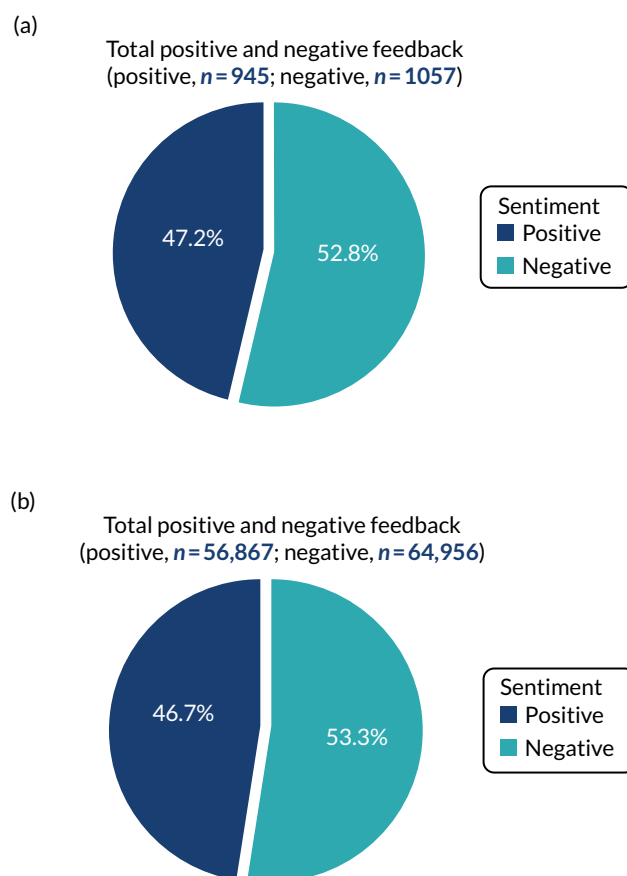 (a)
Total positive and negative feedback
(positive, n = 945; negative, n = 1057)
47.2%
52.8%
Sentiment
Positive
Negative
(b)
Total positive and negative feedback
(positive, n = 56,867; negative, n = 64,956)
46.7%
53.3%
Sentiment
Positive
Negative